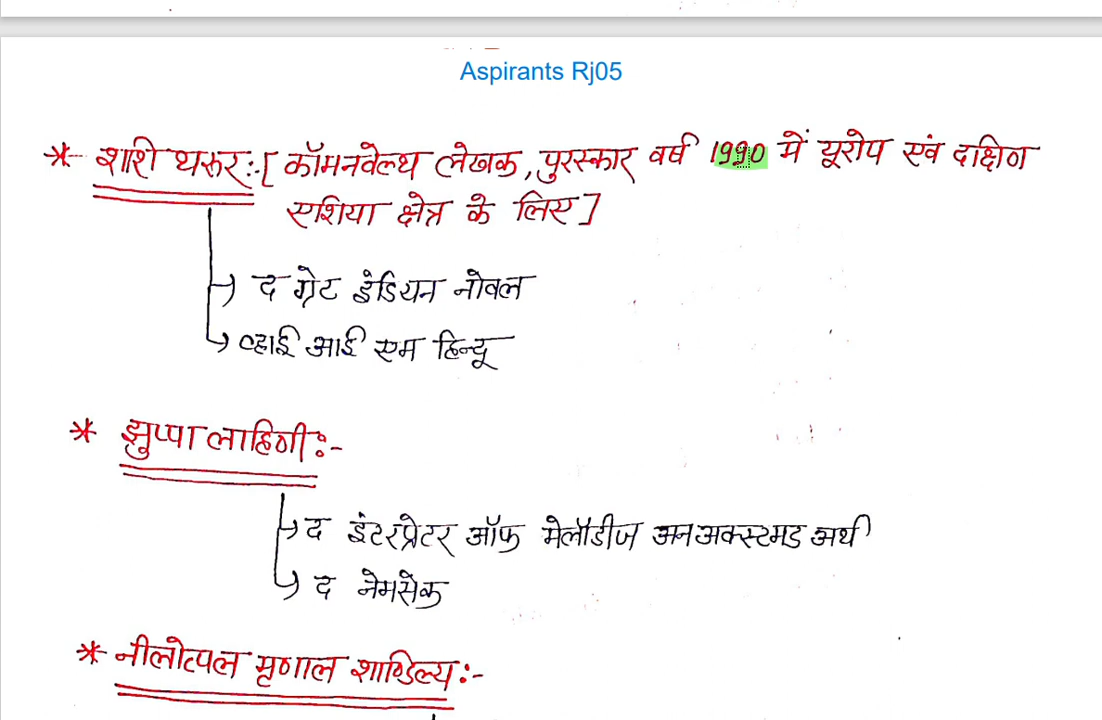 Aspirants Rj05
* शशि थरूर:-[ कॉमनवेल्थ लेखक, पुरस्कार वर्ष 1990 में यूरोप एवं दक्षिण
एशिया क्षेत्र के लिए ]
द ग्रेट इंडियन नोवल
व्हाई आई एम हिन्दू
* झुप्पा लाहिणी:-
द इंटरप्रेटर ऑफ मेलॉडीज अनअक्स्टमड अर्थ
द नेमसेक
* नीलोत्पल मृणाल शाण्डिल्य:-